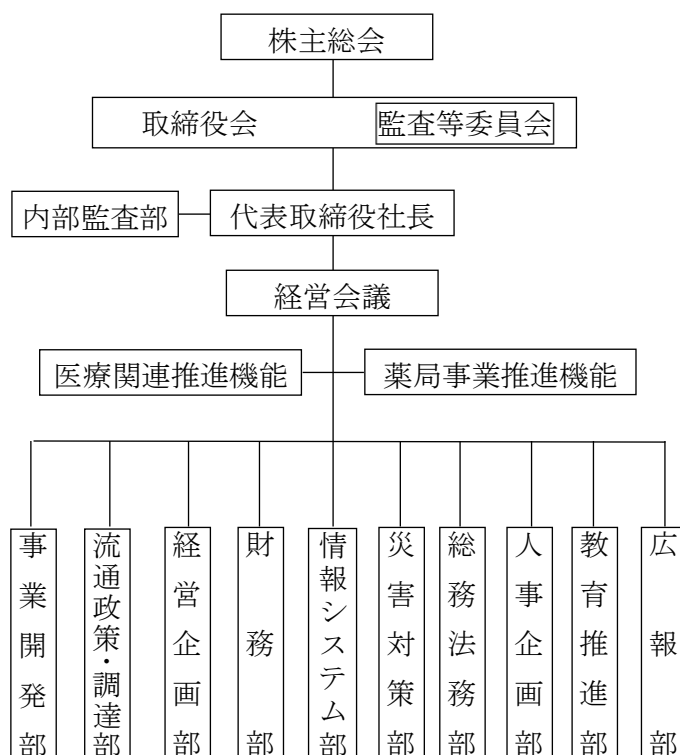 株主総会
取締役会
監査等委員会
内部監査部
代表取締役社長
経営会議
医療関連推進機能
薬局事業推進機能
事業開発部
流通政策・調達部
経営企画部
財務部
情報システム部
災害対策部
総務法務部
人事企画部
教育推進部
広報部